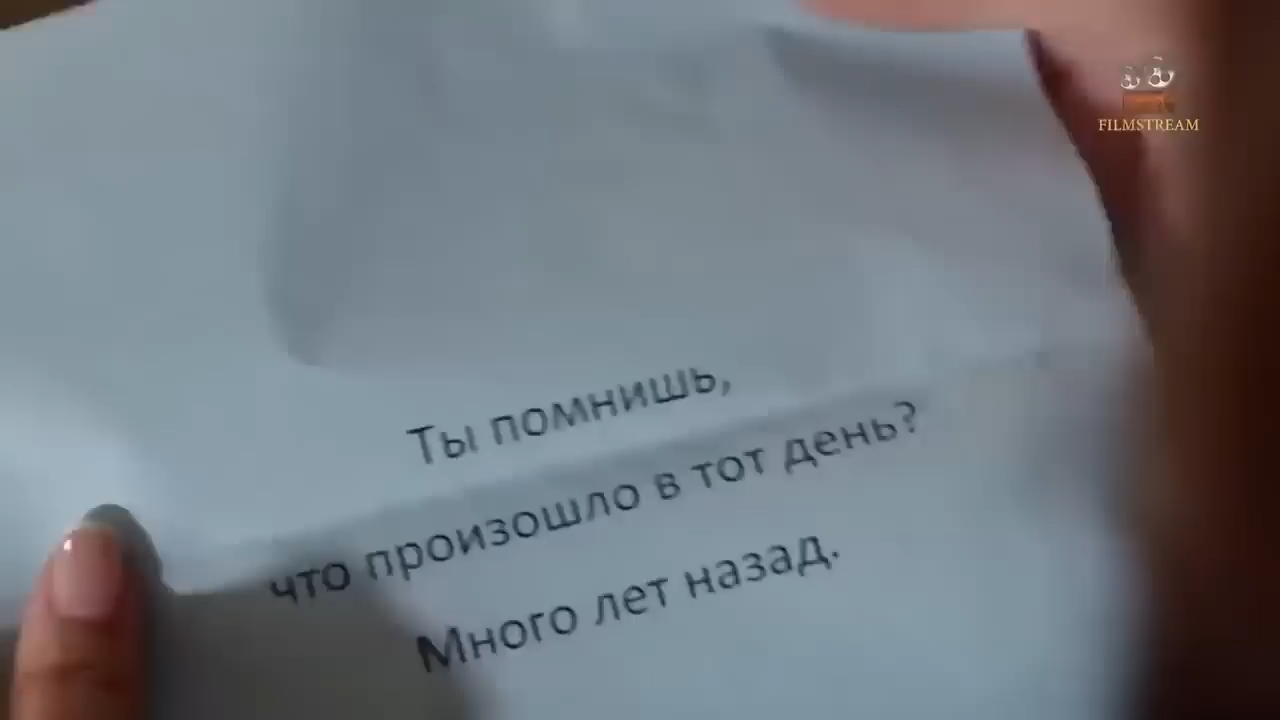 FILMSTREAM
Ты помнишь,
что произошло в тот день?
Много лет назад.